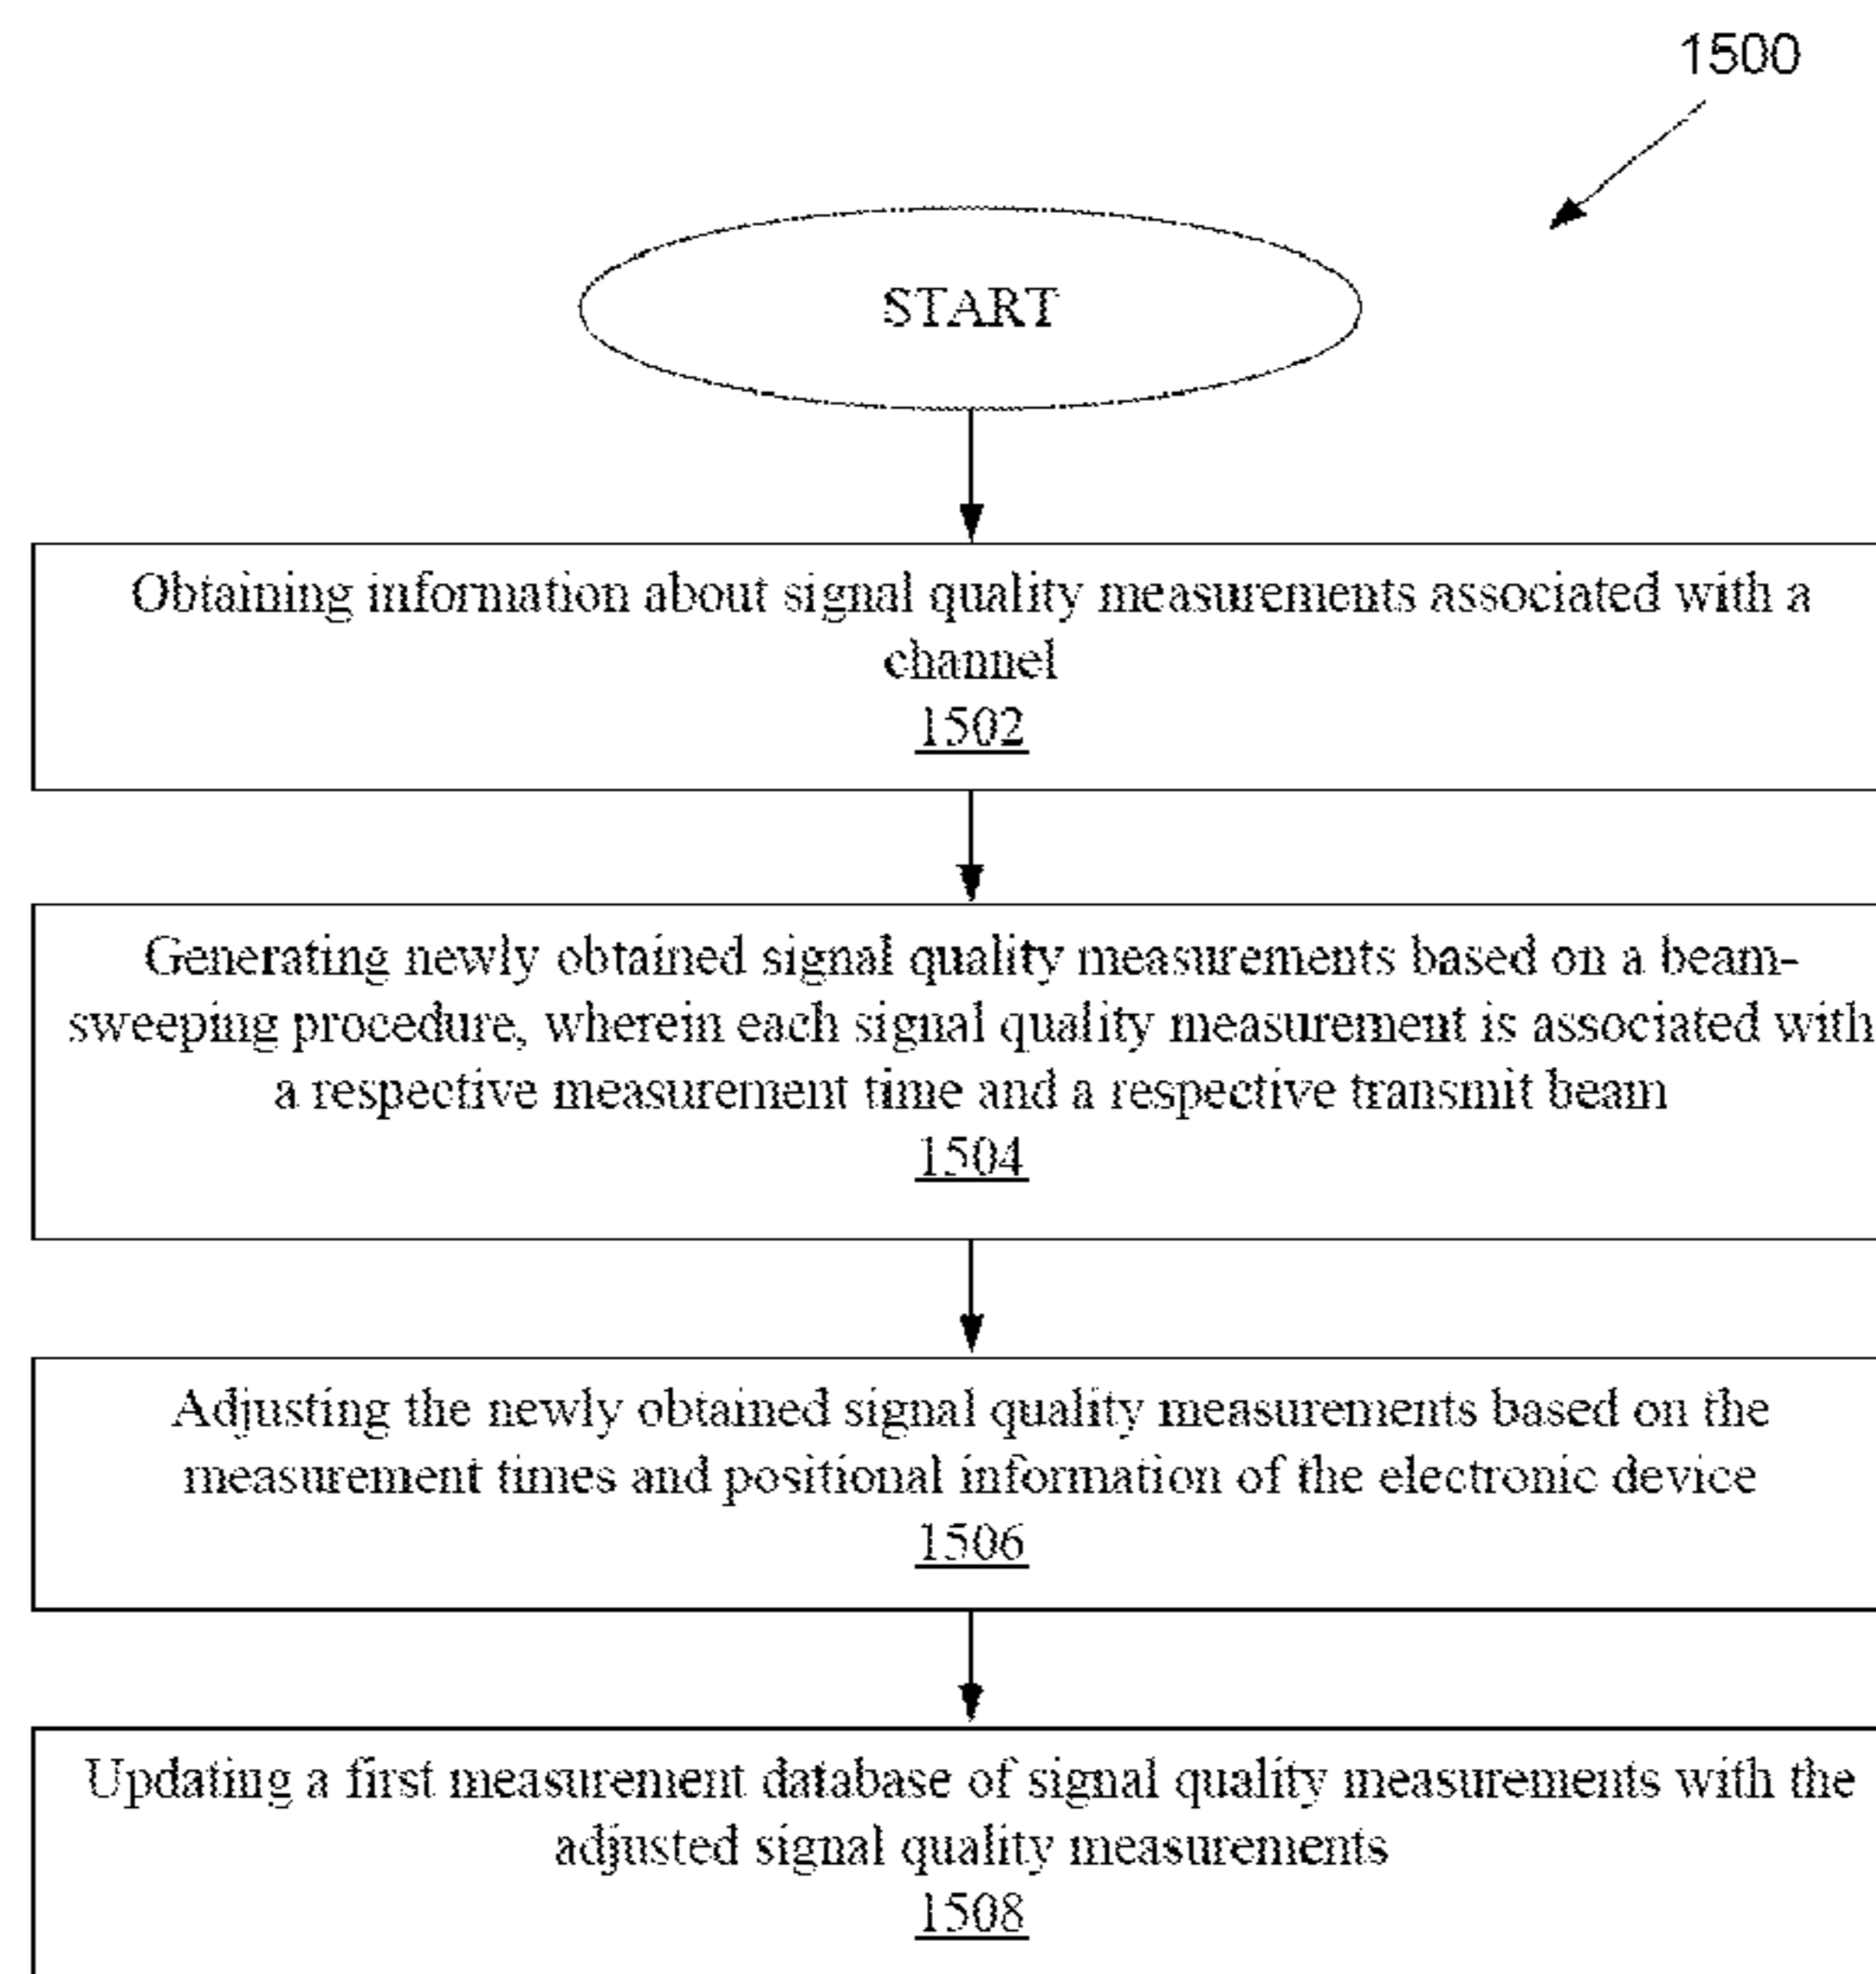 1500
START
Obtaining information about signal quality measurements associated with a
channel
1502
Generating newly obtained signal quality measurements based on a beam-
sweeping procedure, wherein each signal quality measurement is associated with
a respective measurement time and a respective transmit beam
1504
Adjusting the newly obtained signal quality measurements based on the
measurement times and positional information of the electronic device
1506
Updating a first measurement database of signal quality measurements with the
adjusted signal quality measurements
1508